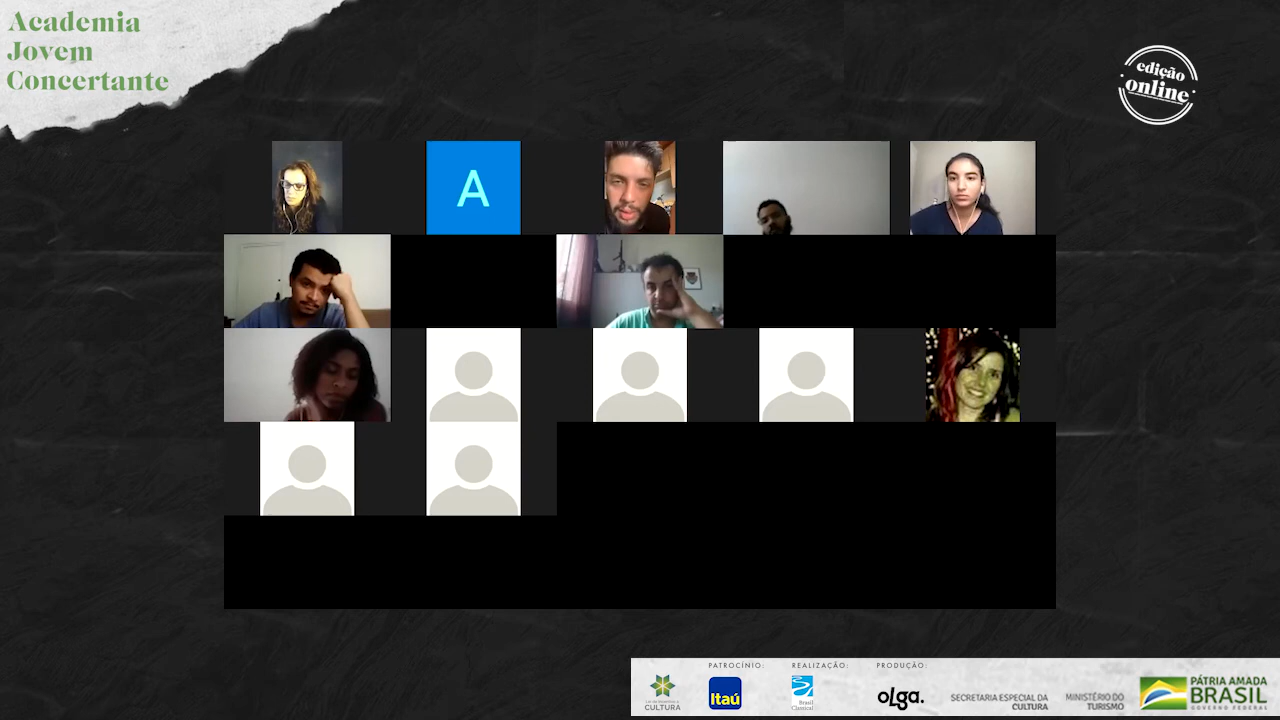 Academia
Jovem
Concertante
edição
online
A
PATROCÍNIO:
REALIZAÇÃO:
PRODUÇÃO:
CULTURA
Itaú
Brasil
Classical
olga.
SECRETARIA ESPECIAL DA
CULTURA
MINISTÉRIO DO
TURISMO
PÁTRIA AMADA
BRASIL
GOVERNO FEDERAL